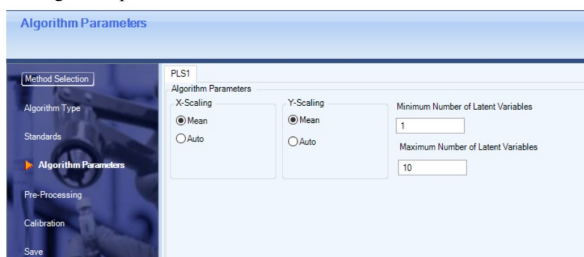 Algorithm Parameters
Method Selection
Algorithm Type
Standards
Algorithm Parameters
Pre-Processing
Calibration
Save
PLS1
Algorithm Parameters
X-Scaling
Mean
Auto
Y-Scaling
Mean
Auto
Minimum Number of Latent Variables
1
Maximum Number of Latent Variables
10